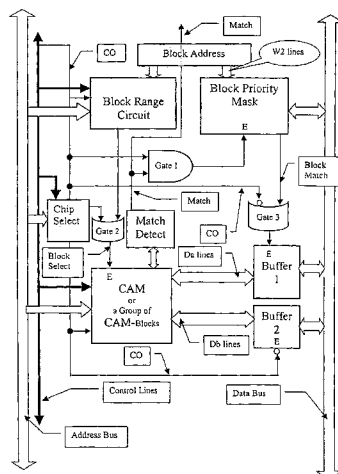 Match
CO
Block Address
W2 lines
Block Range
Circuit
Block Priority
Mask
E
Gate 1
Block
Match
Chip
Select
Match
Gate 2
Match
Detect
CO
Gate 3
Block
Select
Da lines
E
Buffer
1
E
CAM
or
a Group of
CAM-Blocks
Buffer
2
E
Db lines
CO
Control Lines
Data Bus
Address Bus